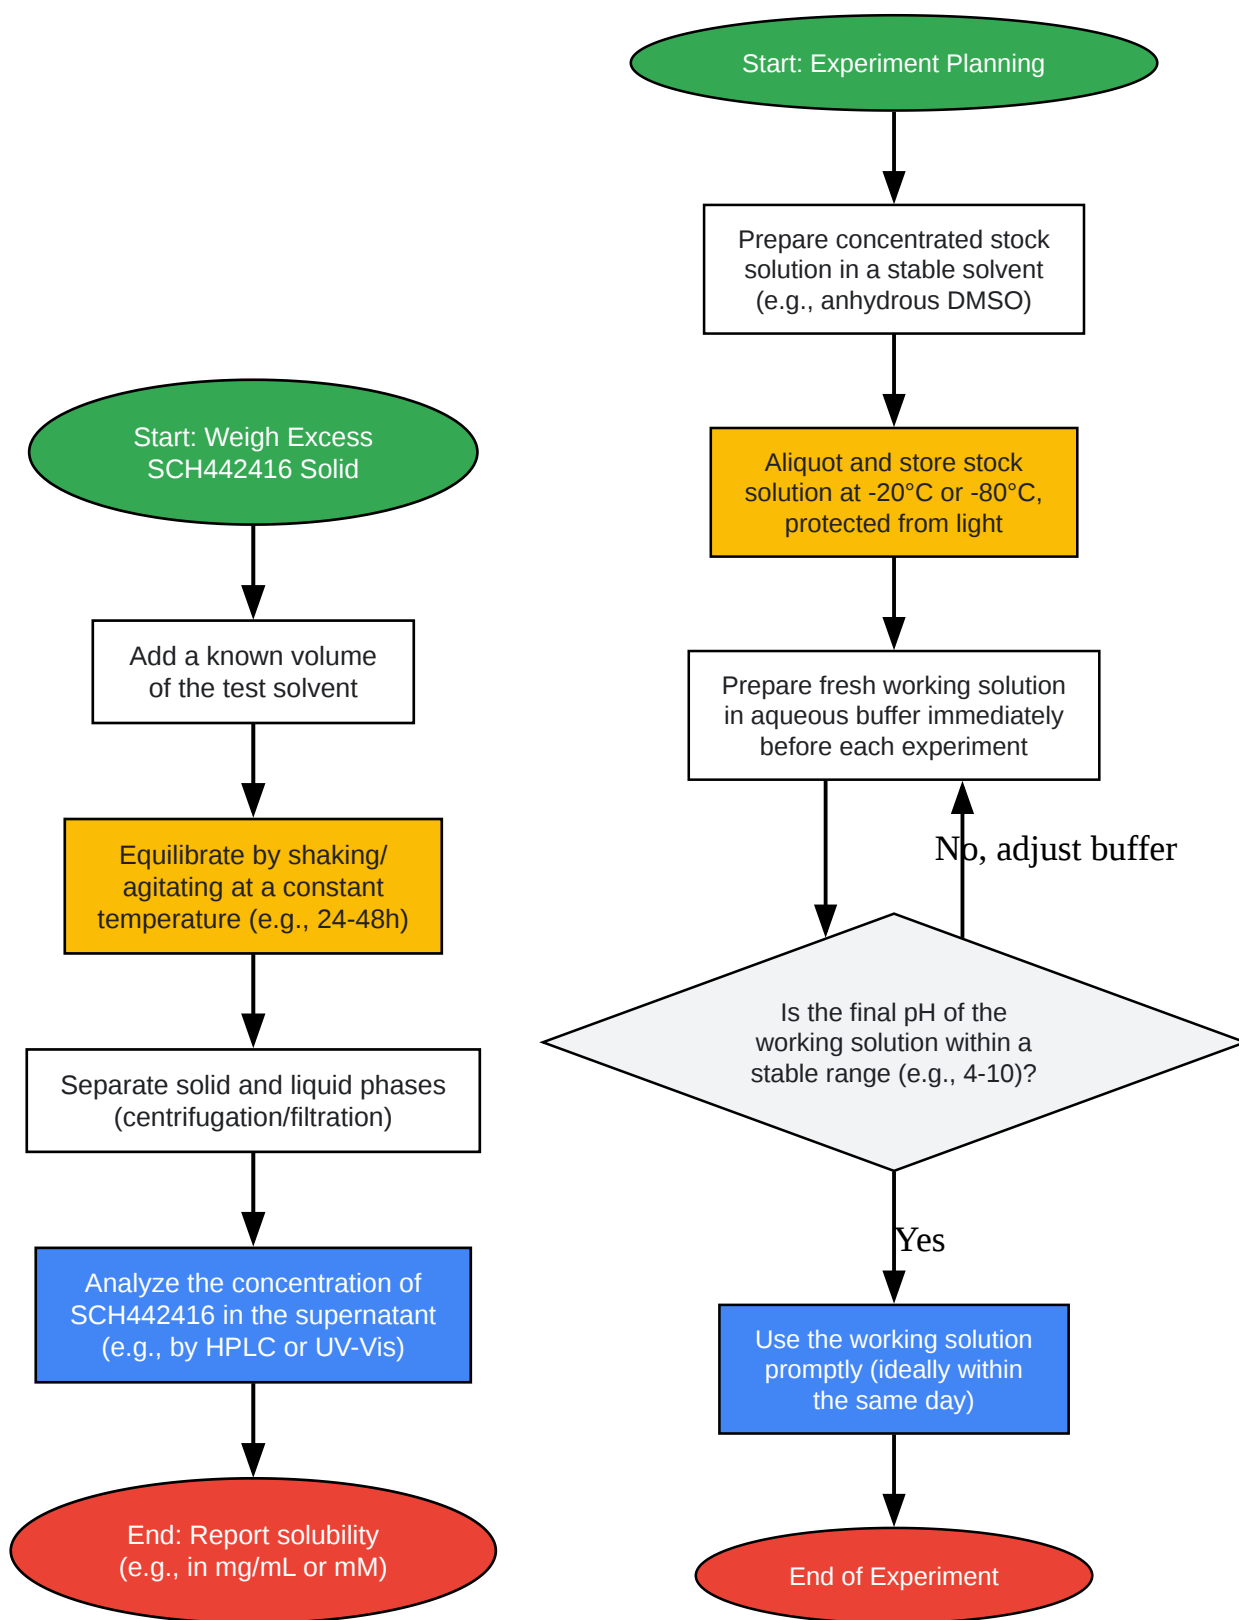 Start: Weigh Excess
SCH442416 Solid
Add a known volume
of the test solvent
Equilibrate by shaking/
agitating at a constant
temperature (e.g., 24-48h)
Separate solid and liquid phases
(centrifugation/filtration)
Analyze the concentration of
SCH442416 in the supernatant
(e.g., by HPLC or UV-Vis)
End: Report solubility
(e.g., in mg/mL or mM)
Start: Experiment Planning
Prepare concentrated stock
solution in a stable solvent
(e.g., anhydrous DMSO)
Aliquot and store stock
solution at -20°C or -80°C,
protected from light
Prepare fresh working solution
in aqueous buffer immediately
before each experiment
No, adjust buffer
Is the final pH of the
working solution within a
stable range (e.g., 4-10)?
Yes
Use the working solution
promptly (ideally within
the same day)
End of Experiment